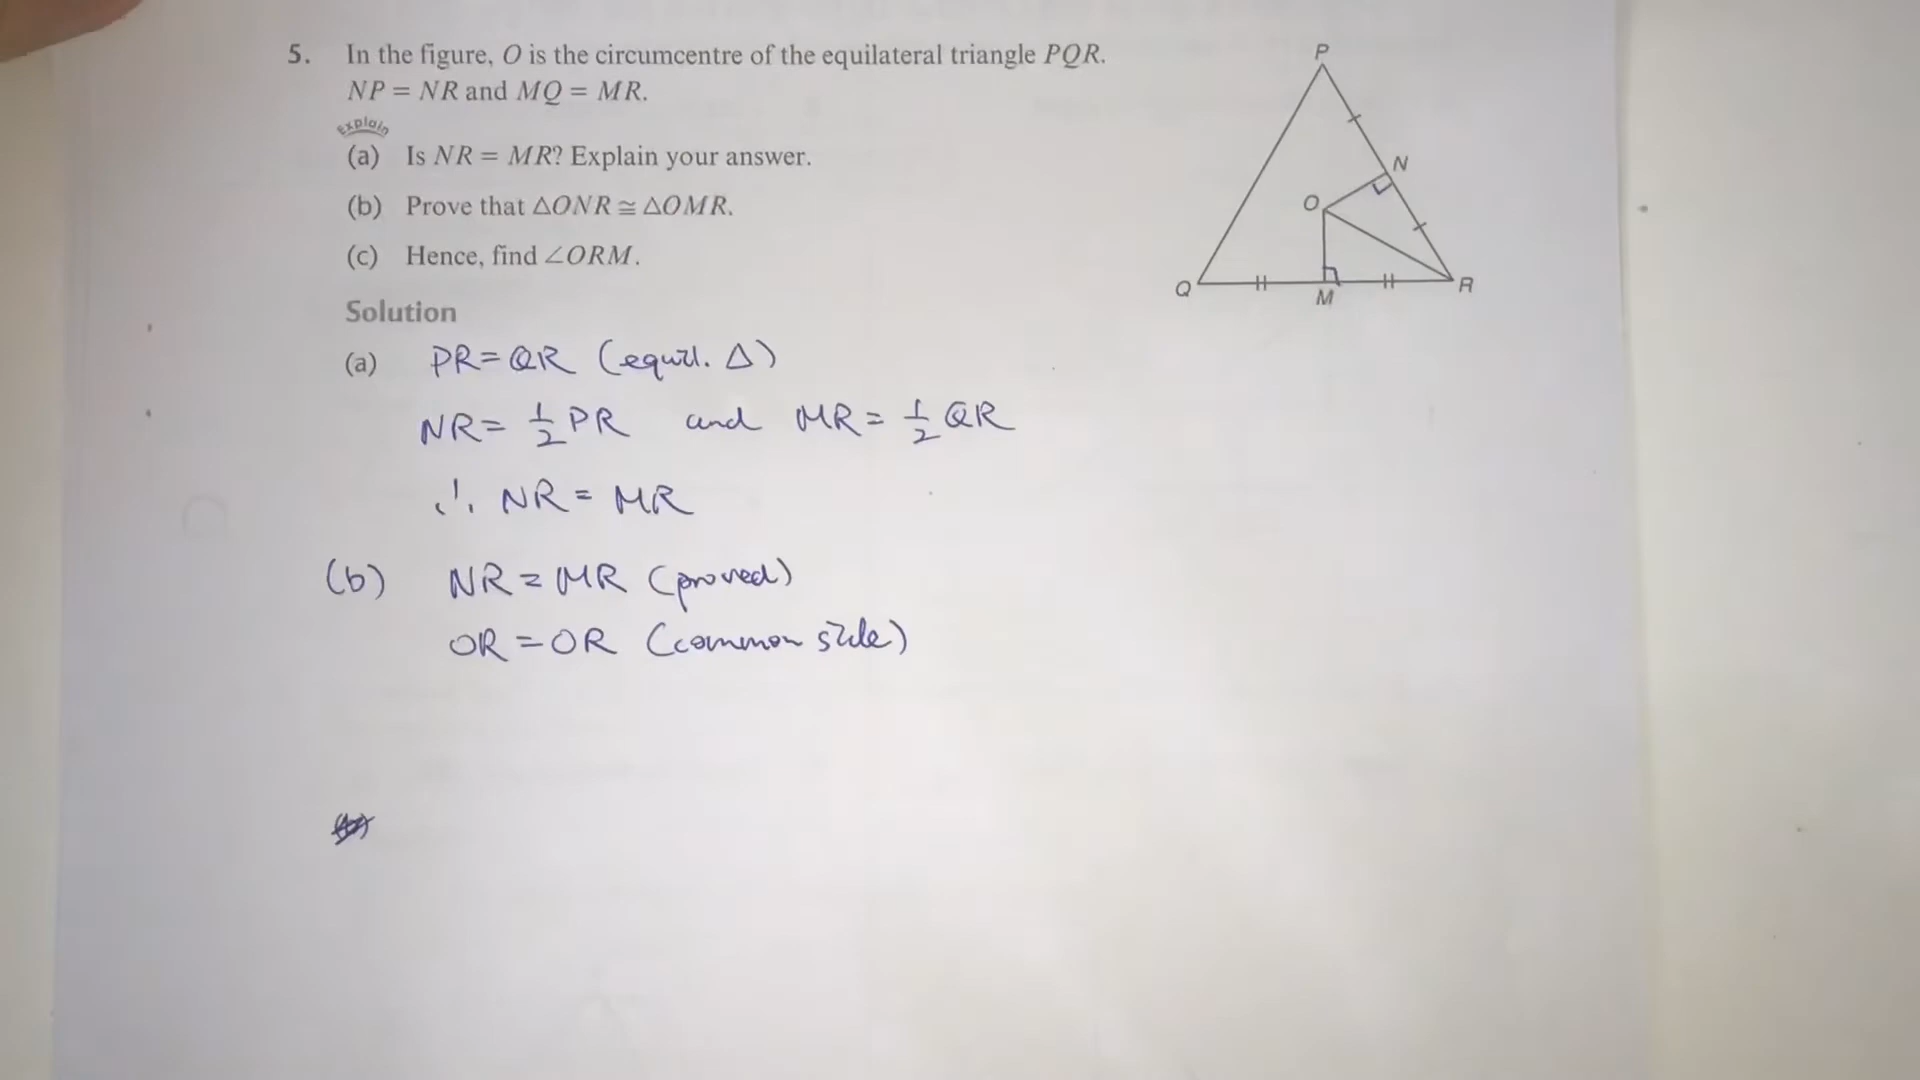 5. In the figure, O is the circumcentre of the equilateral triangle PQR.
NP = NR and MQ = MR.
Explain
(a) Is NR = MR? Explain your answer.
(b) Prove that △ONR ≅ △OMR.
(c) Hence, find ∠ORM.
P
N
O
Q
M
R
Solution
(a) PR = QR (equil. △)
NR = 1/2 PR and MR = 1/2 QR
∴ NR = MR
(b) NR = MR (proved)
OR = OR (common side)